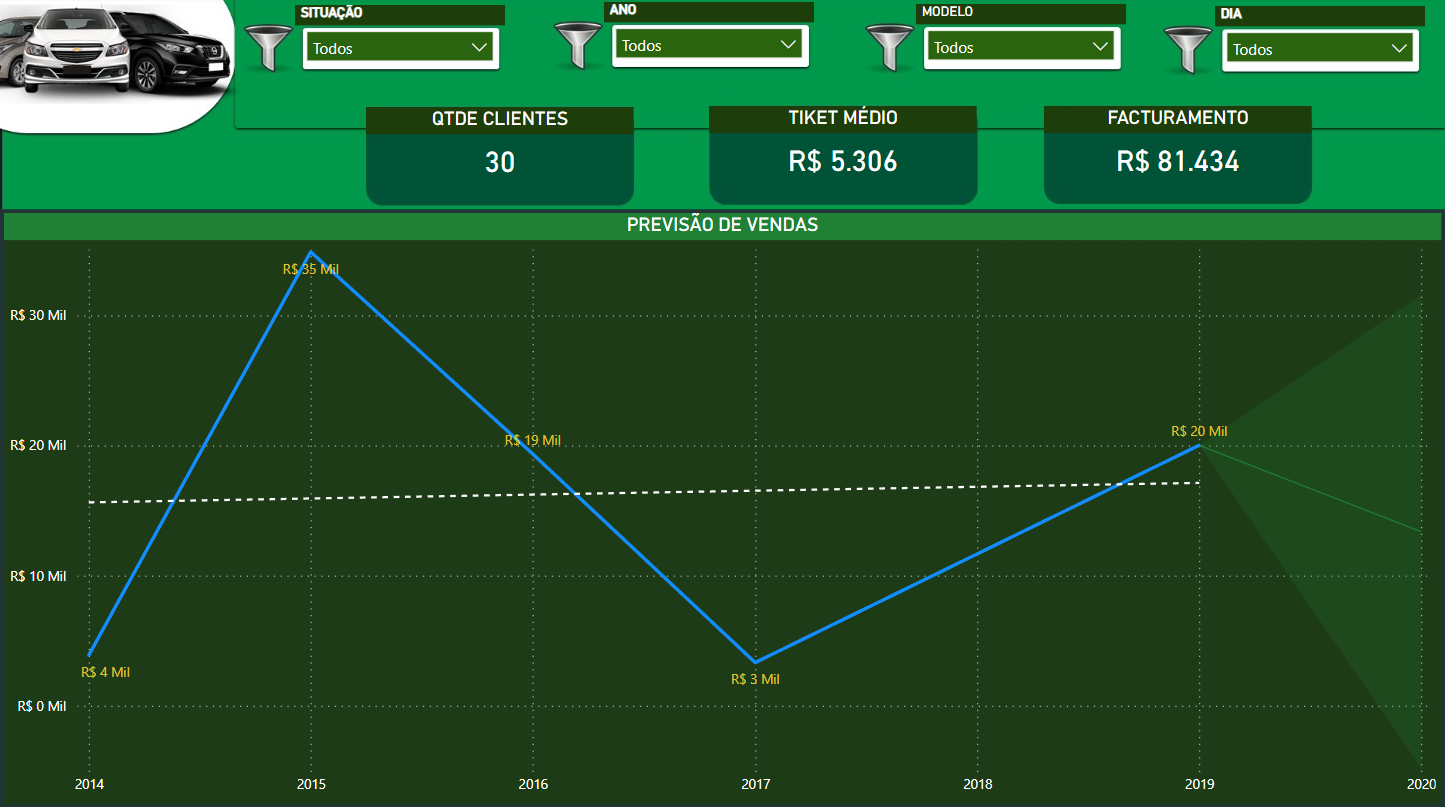 SITUAÇÃO
Todos
ANO
Todos
MODELO
Todos
DIA
Todos
QTDE CLIENTES
30
TIKET MÉDIO
R$ 5.306
FACTURAMENTO
R$ 81.434
PREVISÃO DE VENDAS
R$ 35 Mil
R$ 30 Mil
R$ 20 Mil
R$ 19 Mil
R$ 20 Mil
R$ 10 Mil
R$ 4 Mil
R$ 3 Mil
R$ 0 Mil
2014
2015
2016
2017
2018
2019
2020